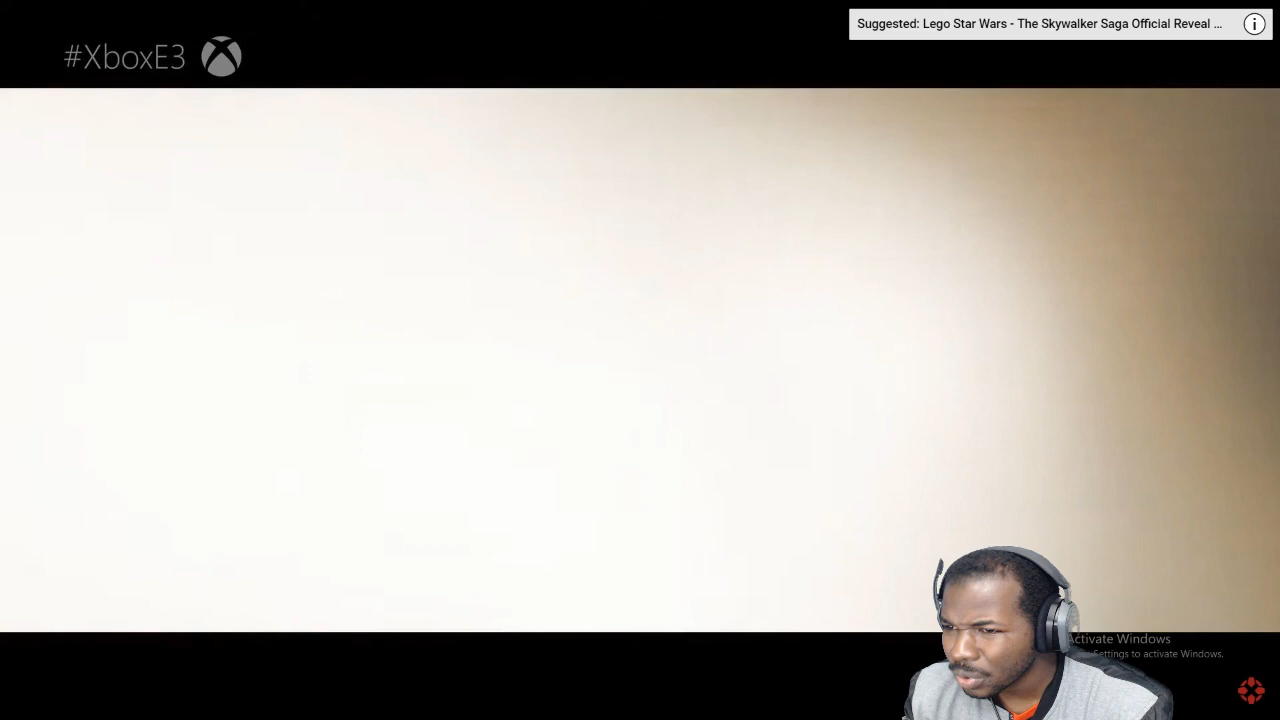 Suggested: Lego Star Wars - The Skywalker Saga Official Reveal ...
#XboxE3
Activate Windows
Settings to activate Windows.